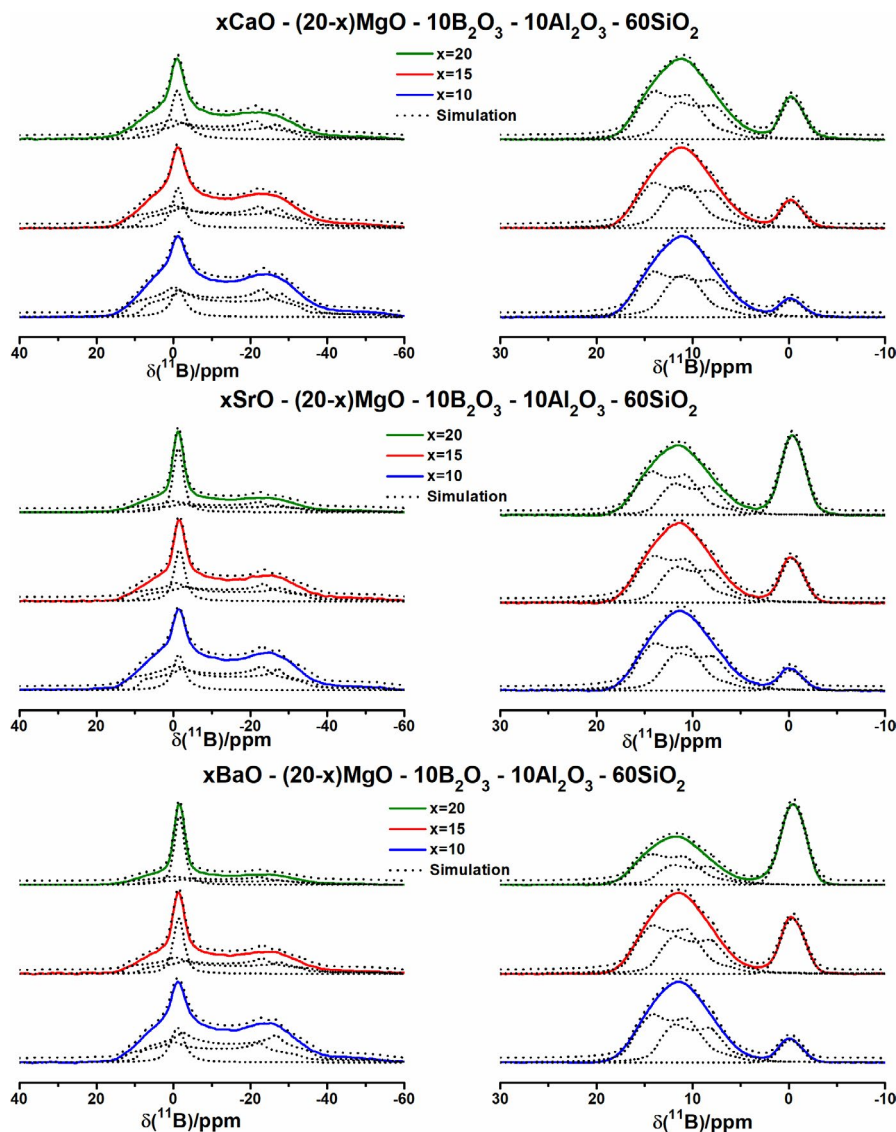 xCaO - (20-x)MgO - 10B₂O₃ - 10Al₂O₃ - 60SiO₂
x=20
x=15
x=10
Simulation
40 20 0 -20 -40 -60
δ(¹¹B)/ppm
30 20 10 0 -10
δ(¹¹B)/ppm
xSrO - (20-x)MgO - 10B₂O₃ - 10Al₂O₃ - 60SiO₂
x=20
x=15
x=10
Simulation
40 20 0 -20 -40 -60
δ(¹¹B)/ppm
30 20 10 0 -10
δ(¹¹B)/ppm
xBaO - (20-x)MgO - 10B₂O₃ - 10Al₂O₃ - 60SiO₂
x=20
x=15
x=10
Simulation
40 20 0 -20 -40 -60
δ(¹¹B)/ppm
30 20 10 0 -10
δ(¹¹B)/ppm